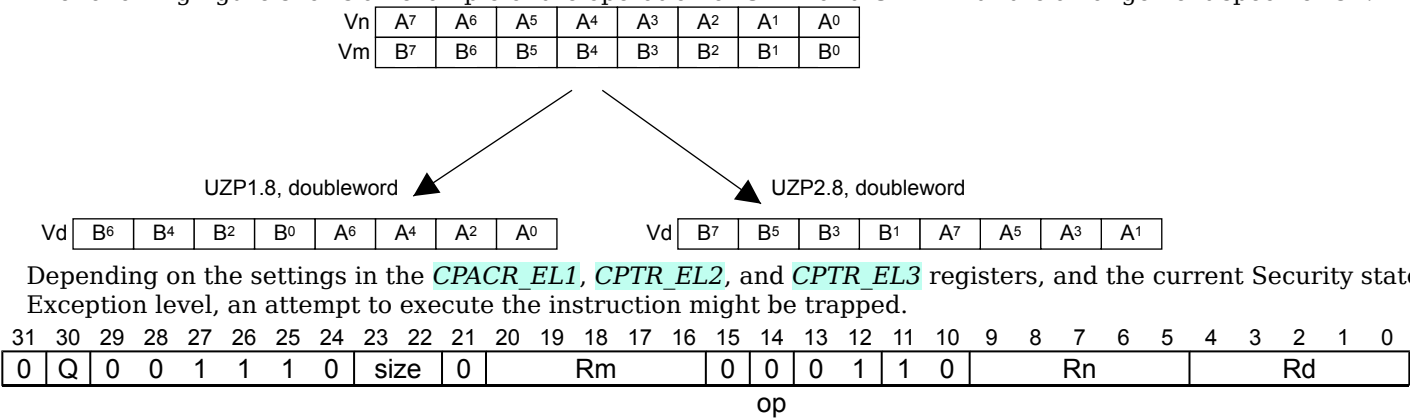 Vn A7 A6 A5 A4 A3 A2 A1 A0
Vm B7 B6 B5 B4 B3 B2 B1 B0
UZP1.8, doubleword UZP2.8, doubleword
Vd B6 B4 B2 B0 A6 A4 A2 A0 Vd B7 B5 B3 B1 A7 A5 A3 A1
Depending on the settings in the CPACR_EL1, CPTR_EL2, and CPTR_EL3 registers, and the current Security
Exception level, an attempt to execute the instruction might be trapped.
31 30 29 28 27 26 25 24 23 22 21 20 19 18 17 16 15 14 13 12 11 10 9 8 7 6 5 4 3 2 1 0
0 Q 0 0 1 1 1 0 size 0 Rm 0 0 0 1 1 0 Rn Rd
op